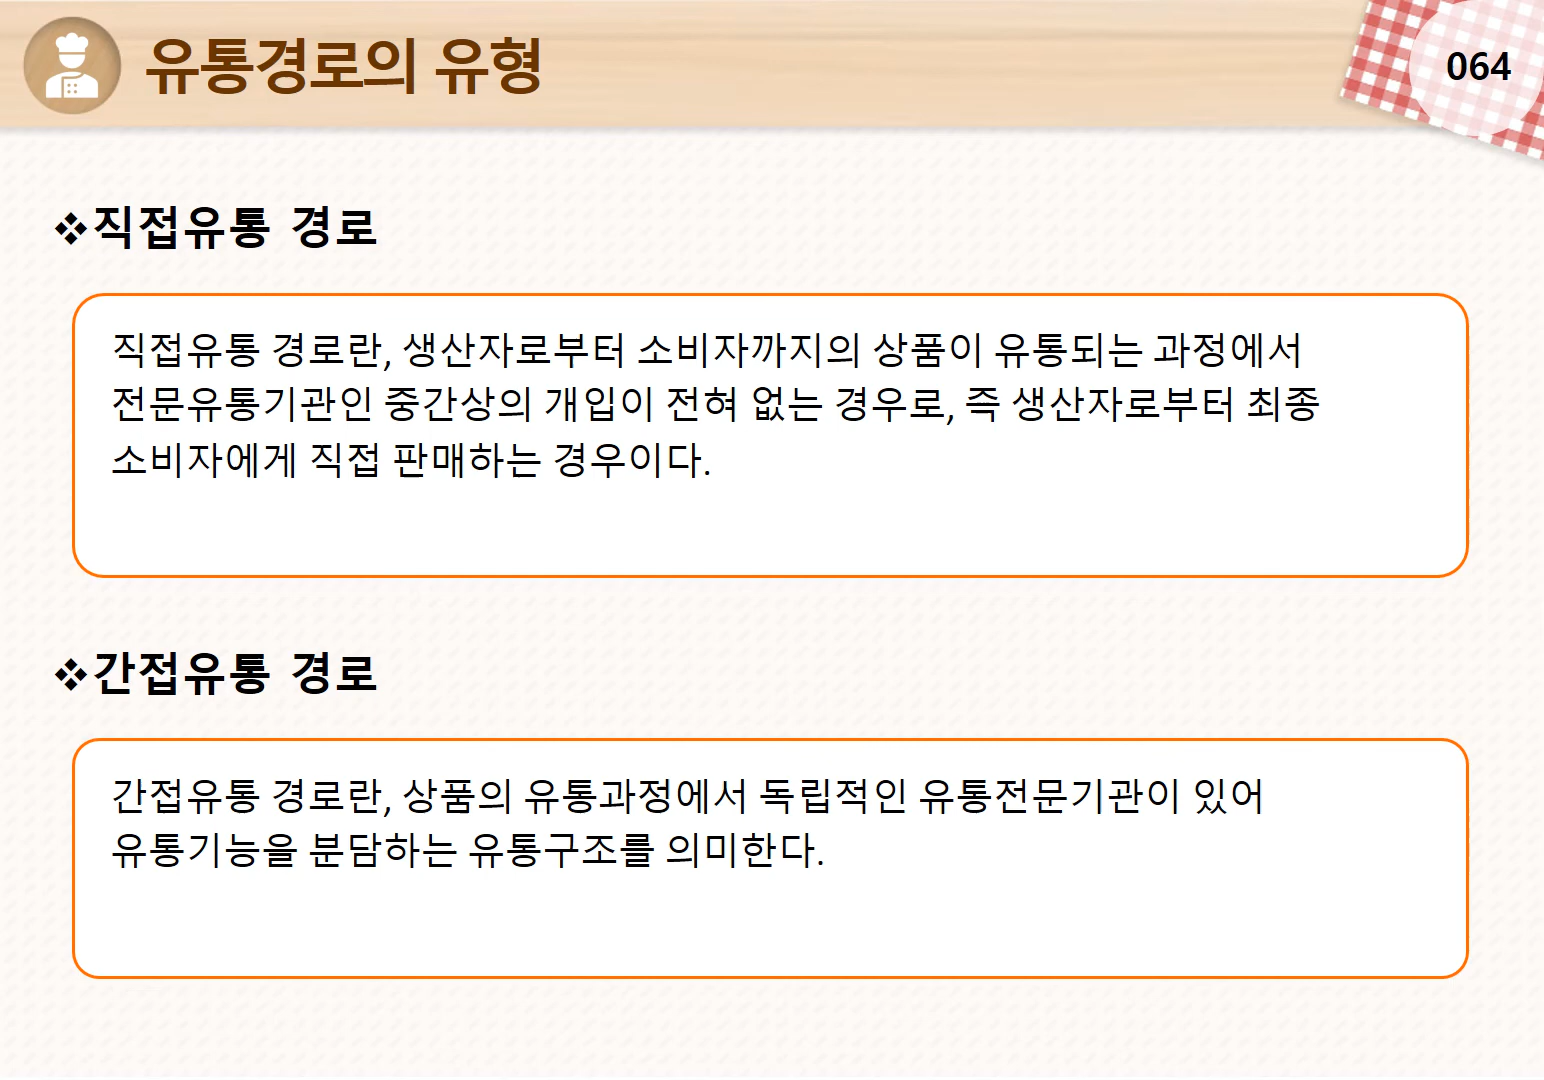 유통경로의 유형
064
❖직접유통 경로
직접유통 경로란, 생산자로부터 소비자까지의 상품이 유통되는 과정에서
전문유통기관인 중간상의 개입이 전혀 없는 경우로, 즉 생산자로부터 최종
소비자에게 직접 판매하는 경우이다.
❖간접유통 경로
간접유통 경로란, 상품의 유통과정에서 독립적인 유통전문기관이 있어
유통기능을 분담하는 유통구조를 의미한다.